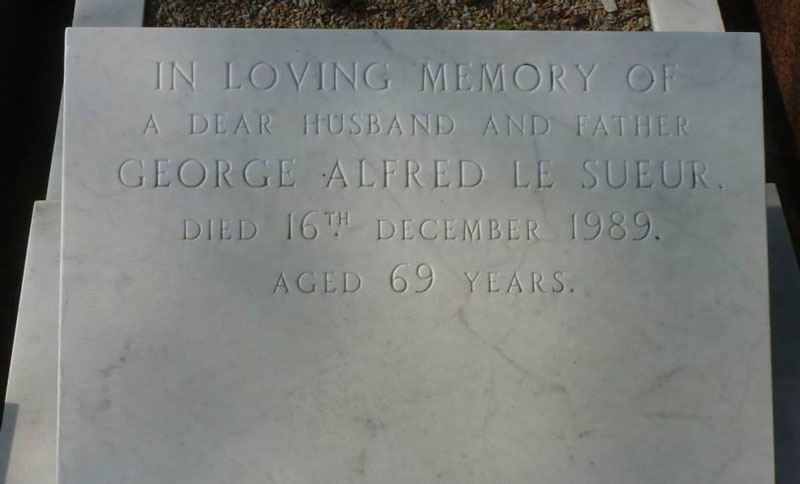 IN LOVING MEMORY OF
A DEAR HUSBAND AND FATHER
GEORGE ALFRED LE SUEUR.
DIED 16TH DECEMBER 1989.
AGED 69 YEARS.